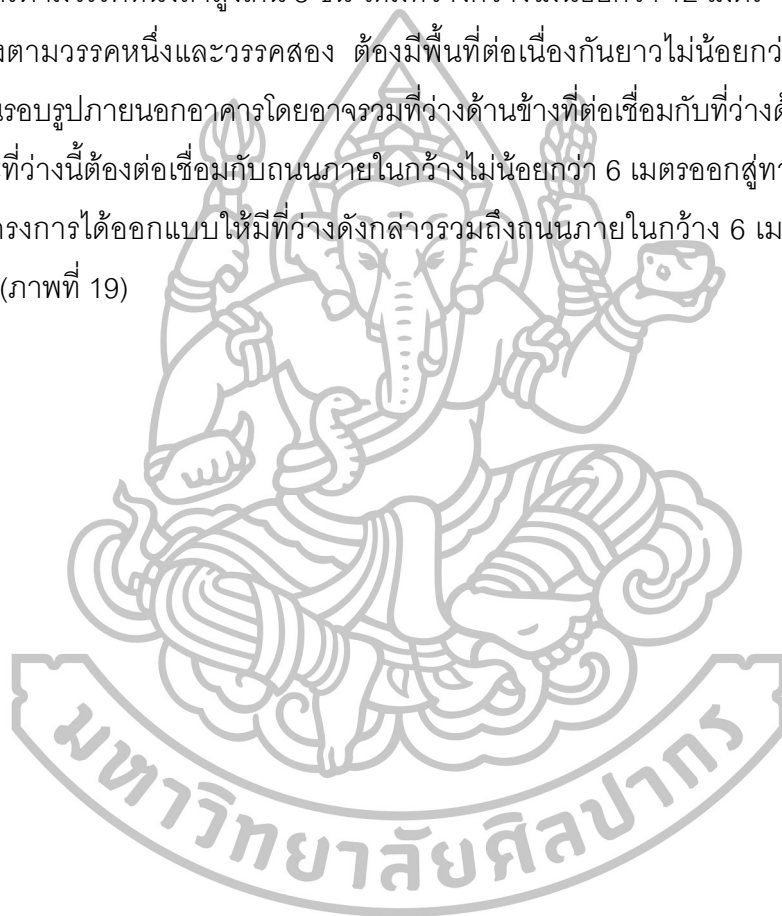 งตามวรรคหนึ่งและวรรคสอง ต้องมีพื้นที่ต่อเนื่องกันยาวไม่น้อยกว่
นรอบรูปภายนอกอาคารโดยอาจรวมที่ว่างด้านข้างที่ต่อเชื่อมกับที่ว่างด้
ที่ว่างนี้ต้องต่อเชื่อมกับถนนภายในกว้างไม่น้อยกว่า 6 เมตรออกสู่ทา
ครงการได้ออกแบบให้มีที่ว่างดังกล่าวรวมถึงถนนภายในกว้าง 6 เม
(ภาพที่ 19)
มหาวิทยาลัยศิลปากร